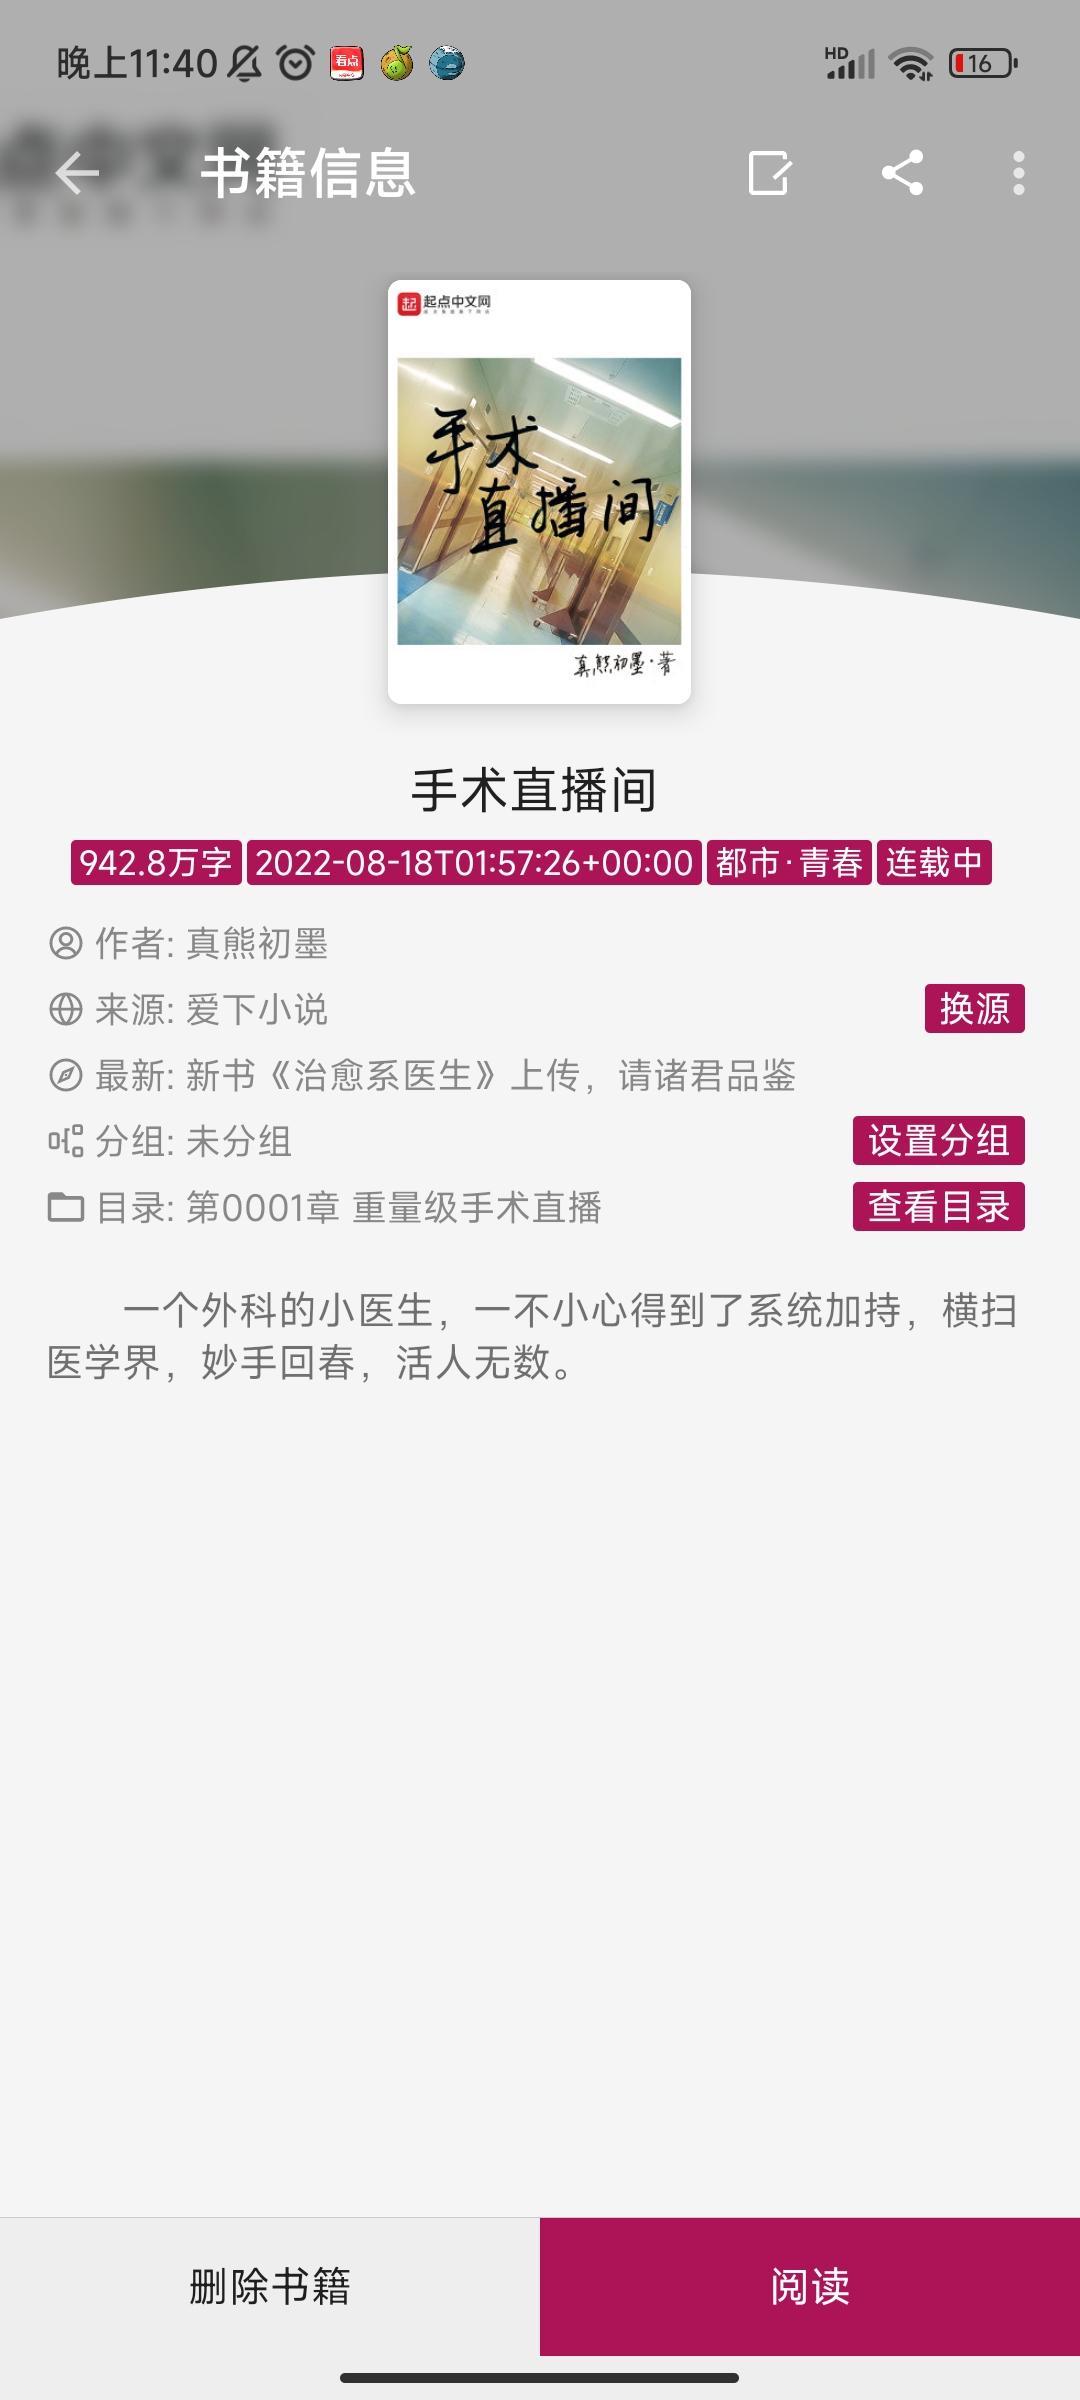 晚上11:40
看点
HD
16
书籍信息
起点中文网
手术
直播间
真熊初墨·著
手术直播间
942.8万字 2022-08-18T01:57:26+00:00 都市·青春 连载中
作者: 真熊初墨
来源: 爱下小说 换源
最新: 新书《治愈系医生》上传，请诸君品鉴
分组: 未分组 设置分组
目录: 第0001章 重量级手术直播 查看目录
一个外科的小医生，一不小心得到了系统加持，横扫
医学界，妙手回春，活人无数。
删除书籍 阅读